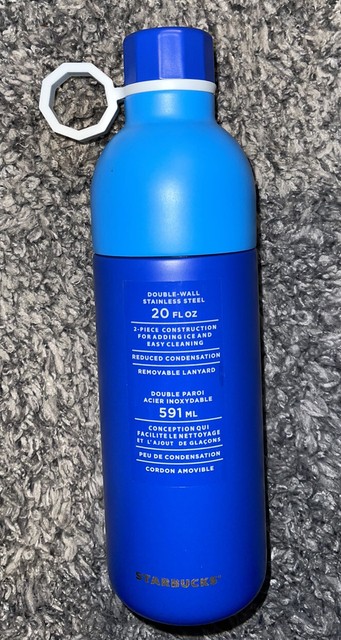 DOUBLE-WALL
STAINLESS STEEL
20 FL OZ
2-PIECE CONSTRUCTION
FOR ADDING ICE AND
EASY CLEANING
REDUCED CONDENSATION
REMOVABLE LANYARD
DOUBLE PAROI
ACIER INOXYDABLE
591 ML
CONCEPTION QUI
FACILITE LE NETTOYAGE
ET L'AJOUT DE GLAÇONS
PEU DE CONDENSATION
CORDON AMOVIBLE
STARBUCKS